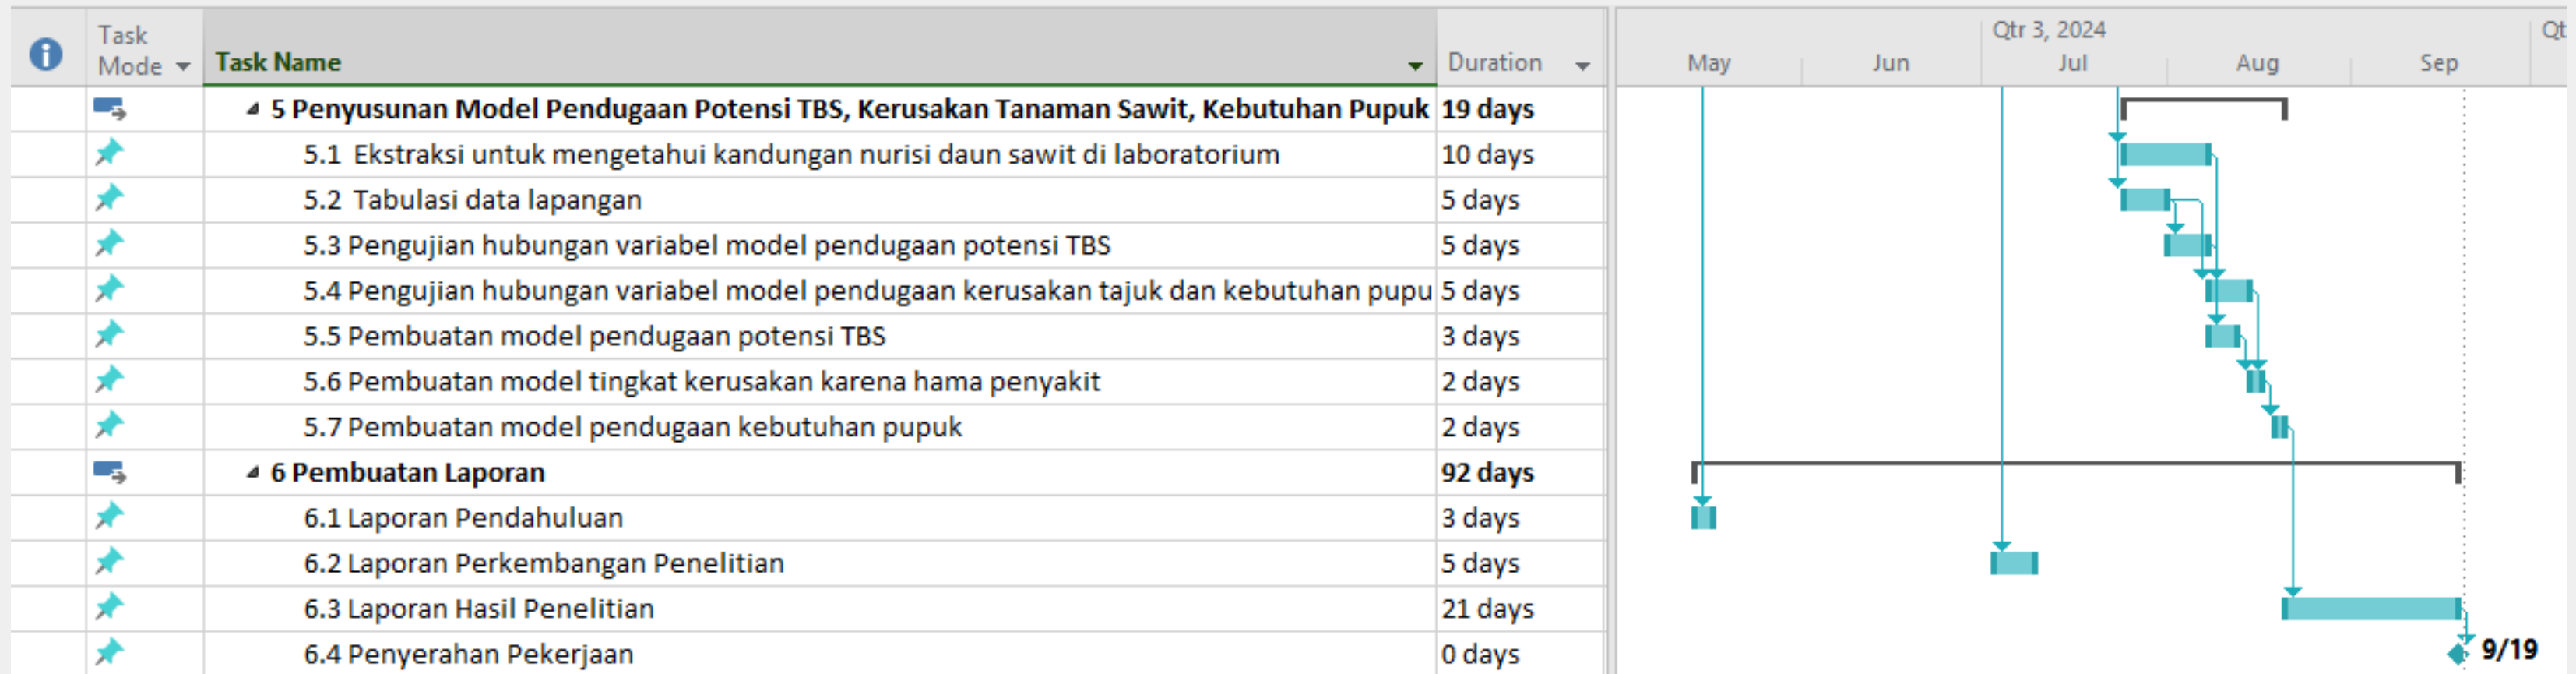 Task Mode
Task Name
Duration
Qtr 3, 2024
Qt
May Jun Jul Aug Sep
5 Penyusunan Model Pendugaan Potensi TBS, Kerusakan Tanaman Sawit, Kebutuhan Pupuk 19 days
5.1 Ekstraksi untuk mengetahui kandungan nurisi daun sawit di laboratorium 10 days
5.2 Tabulasi data lapangan 5 days
5.3 Pengujian hubungan variabel model pendugaan potensi TBS 5 days
5.4 Pengujian hubungan variabel model pendugaan kerusakan tajuk dan kebutuhan pupu 5 days
5.5 Pembuatan model pendugaan potensi TBS 3 days
5.6 Pembuatan model tingkat kerusakan karena hama penyakit 2 days
5.7 Pembuatan model pendugaan kebutuhan pupuk 2 days
6 Pembuatan Laporan 92 days
6.1 Laporan Pendahuluan 3 days
6.2 Laporan Perkembangan Penelitian 5 days
6.3 Laporan Hasil Penelitian 21 days
6.4 Penyerahan Pekerjaan 0 days 9/19